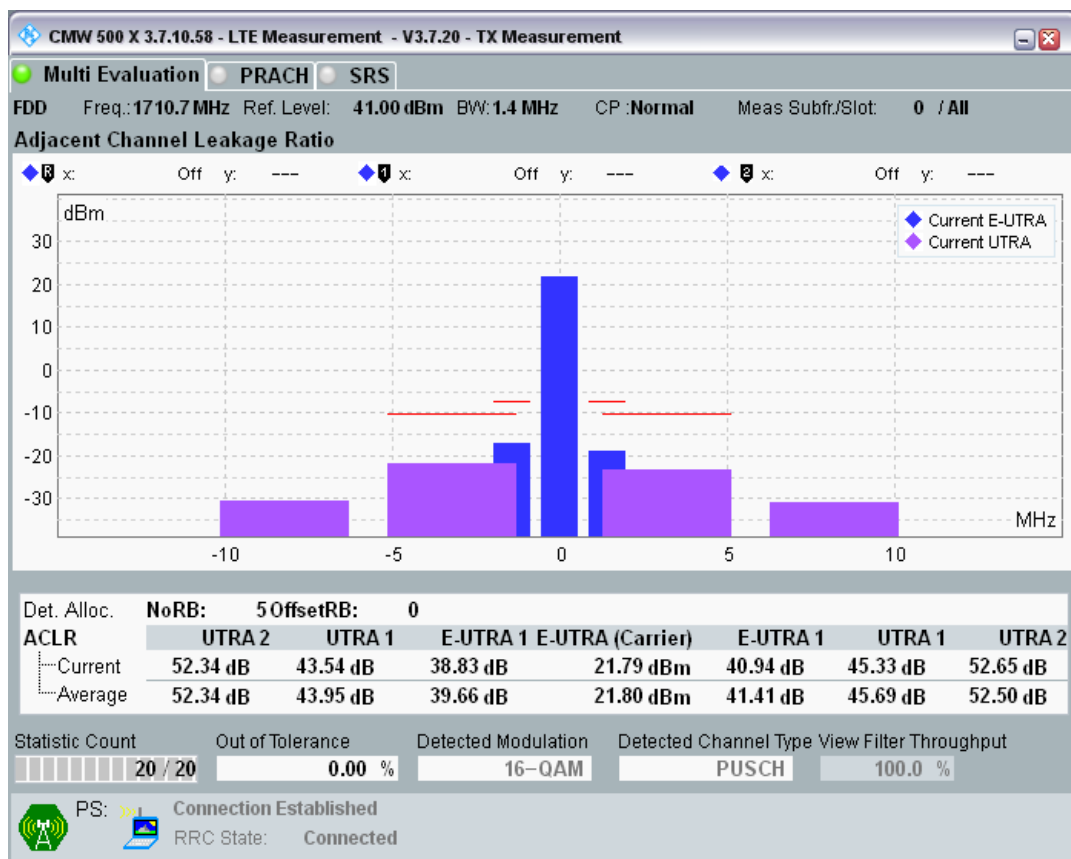 CMW 500 X 3.7.10.58 - LTE Measurement - V3.7.20 - TX Measurement
Multi Evaluation PRACH SRS
FDD Freq.: 1710.7 MHz Ref. Level: 41.00 dBm BW: 1.4 MHz CP :Normal Meas Subfr./Slot: 0 / All
Adjacent Channel Leakage Ratio
R x: Off y: --- 1 x: Off y: --- 2 x: Off y: ---
dBm
Current E-UTRA
Current UTRA
30
20
10
0
-10
-20
-30
MHz
-10 -5 0 5 10
Det. Alloc. NoRB: 5 OffsetRB: 0
ACLR UTRA 2 UTRA 1 E-UTRA 1 E-UTRA (Carrier) E-UTRA 1 UTRA 1 UTRA 2
Current 52.34 dB 43.54 dB 38.83 dB 21.79 dBm 40.94 dB 45.33 dB 52.65 dB
Average 52.34 dB 43.95 dB 39.66 dB 21.80 dBm 41.41 dB 45.69 dB 52.50 dB
Statistic Count Out of Tolerance Detected Modulation Detected Channel Type View Filter Throughput
20 / 20 0.00 % 16-QAM PUSCH 100.0 %
PS: Connection Established
RRC State: Connected